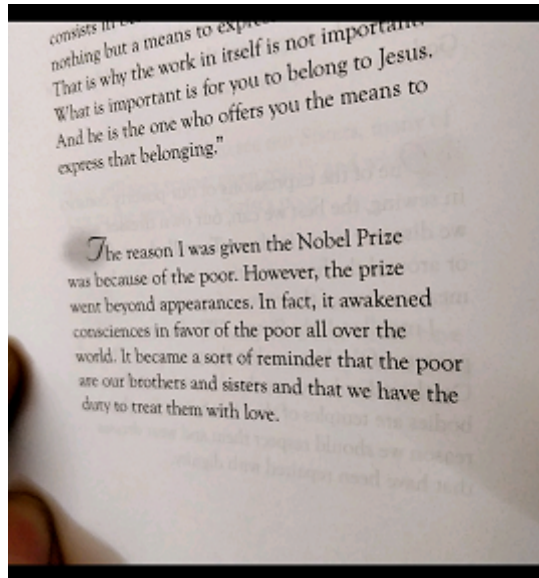 consists in
nothing but a means to
That is why the work in itself is not important.
What is important is for you to belong to Jesus.
And he is the one who offers you the means to
express that belonging."
The reason I was given the Nobel Prize
was because of the poor. However, the prize
went beyond appearances. In fact, it awakened
consciences in favor of the poor all over the
world. It became a sort of reminder that the poor
are our brothers and sisters and that we have the
duty to treat them with love.